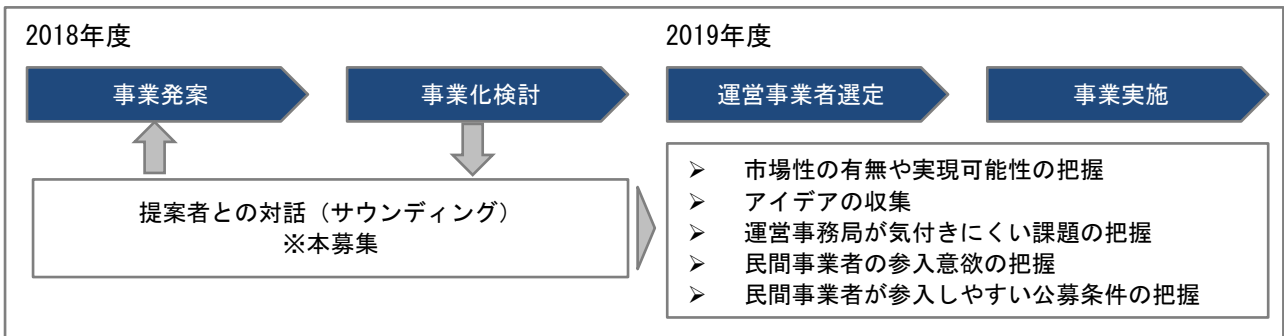 2018年度
2019年度
事業発案
事業化検討
運営事業者選定
事業実施
提案者との対話（サウンディング）
※本募集
➢ 市場性の有無や実現可能性の把握
➢ アイデアの収集
➢ 運営事務局が気付きにくい課題の把握
➢ 民間事業者の参入意欲の把握
➢ 民間事業者が参入しやすい公募条件の把握